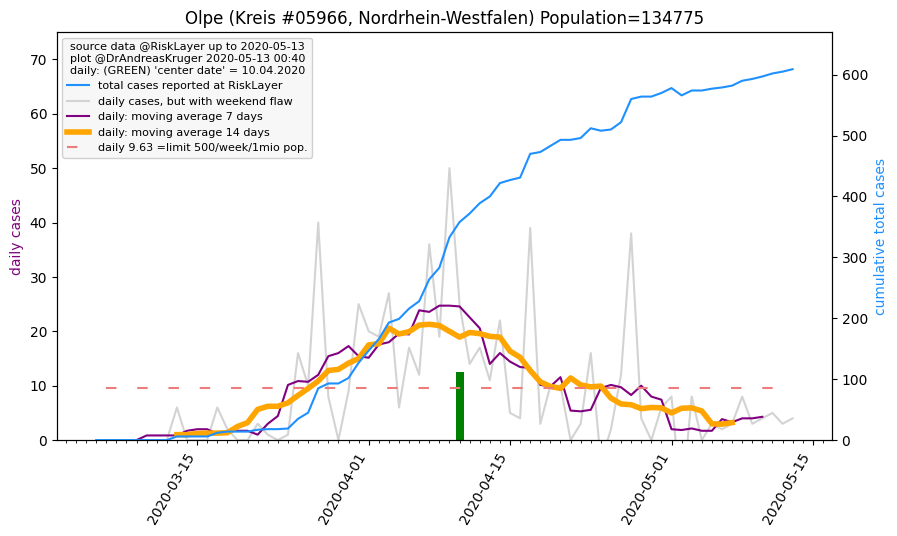 Olpe (Kreis #05966, Nordrhein-Westfalen) Population=134775
source data @RiskLayer up to 2020-05-13
plot @DrAndreasKruger 2020-05-13 00:40
daily: (GREEN) 'center date' = 10.04.2020
total cases reported at RiskLayer
daily cases, but with weekend flaw
daily: moving average 7 days
daily: moving average 14 days
daily 9.63 =limit 500/week/1mio pop.
daily cases
70
60
50
40
30
20
10
0
cumulative total cases
600
500
400
300
200
100
0
2020-03-15
2020-04-01
2020-04-15
2020-05-01
2020-05-15